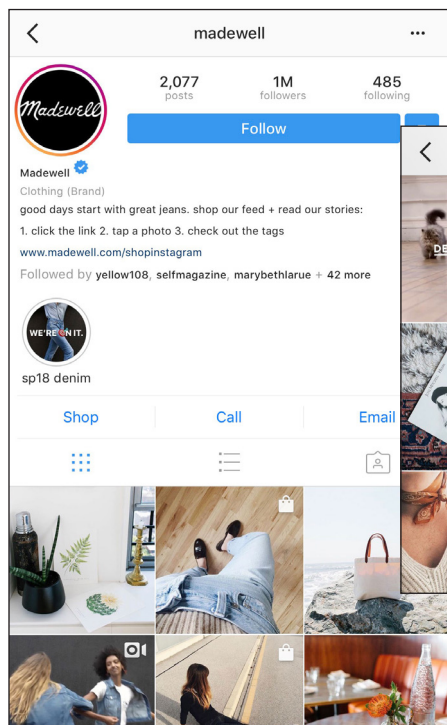 madewell
2,077 1M 485
posts followers following
Madewell
Follow
Madewell
Clothing (Brand)
good days start with great jeans. shop our feed + read our stories:
1. click the link 2. tap a photo 3. check out the tags
www.madewell.com/shopinstagram
Followed by yellow108, selfmagazine, marybethlarue + 42 more
WE'RE ON IT.
sp18 denim
Shop Call Email
DE